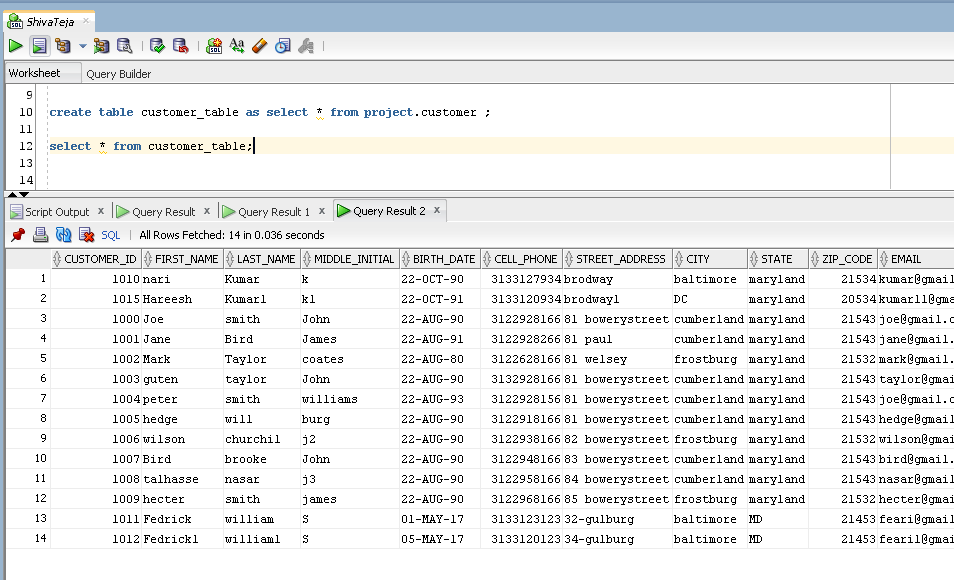 ShivaTeja
Worksheet Query Builder
9
10 create table customer_table as select * from project.customer ;
11
12 select * from customer_table;
13
14
Script Output x Query Result x Query Result 1 x Query Result 2 x
SQL | All Rows Fetched: 14 in 0.036 seconds
CUSTOMER_ID FIRST_NAME LAST_NAME MIDDLE_INITIAL BIRTH_DATE CELL_PHONE STREET_ADDRESS CITY STATE ZIP_CODE EMAIL
1 1010 nari Kumar k 22-OCT-90 3133127934 brodway baltimore maryland 21534 kumar@gmai
2 1015 Hareesh Kumar1 k1 22-OCT-91 3133120934 brodway1 DC maryland 20534 kumar11@gma
3 1000 Joe smith John 22-AUG-90 3122928166 81 bowerystreet cumberland maryland 21543 joe@gmail.c
4 1001 Jane Bird James 22-AUG-91 3122928266 81 paul cumberland maryland 21543 jane@gmail.
5 1002 Mark Taylor coates 22-AUG-80 3122628166 81 welsey frostburg maryland 21532 mark@gmail.
6 1003 guten taylor John 22-AUG-90 3132928166 81 bowerystreet cumberland maryland 21543 taylor@gmai
7 1004 peter smith williams 22-AUG-93 3122928156 81 bowerystreet cumberland maryland 21543 joe@gmail.c
8 1005 hedge will burg 22-AUG-90 3122918166 81 bowerystreet cumberland maryland 21543 hedge@gmail
9 1006 wilson churchil j2 22-AUG-90 3122938166 82 bowerystreet frostburg maryland 21532 wilson@gmai
10 1007 Bird brooke John 22-AUG-90 3122948166 83 bowerystreet cumberland maryland 21543 bird@gmail.
11 1008 talhasse nasar j3 22-AUG-90 3122958166 84 bowerystreet cumberland maryland 21543 nasar@gmail
12 1009 hecter smith james 22-AUG-90 3122968166 85 bowerystreet frostburg maryland 21532 hecter@gmai
13 1011 Fedrick william S 01-MAY-17 3133123123 32-gulburg baltimore MD 21453 feari@gmail
14 1012 Fedrick1 william1 S 05-MAY-17 3133120123 34-gulburg baltimore MD 21453 feari1@gmai